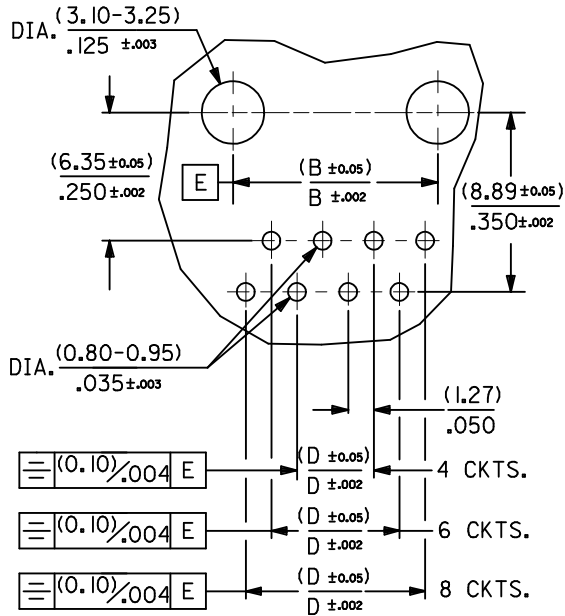 DIA. (3.10-3.25)
.125 ±.003
(6.35±0.05)
.250±.002
E
(B ±0.05)
B ±.002
(8.89 ±0.05)
.350±.002
DIA. (0.80-0.95)
.035±.003
(1.27)
.050
⌯ (0.10)/.004 E
(D ±0.05)
D ±.002
4 CKTS.
⌯ (0.10)/.004 E
(D ±0.05)
D ±.002
6 CKTS.
⌯ (0.10)/.004 E
(D ±0.05)
D ±.002
8 CKTS.